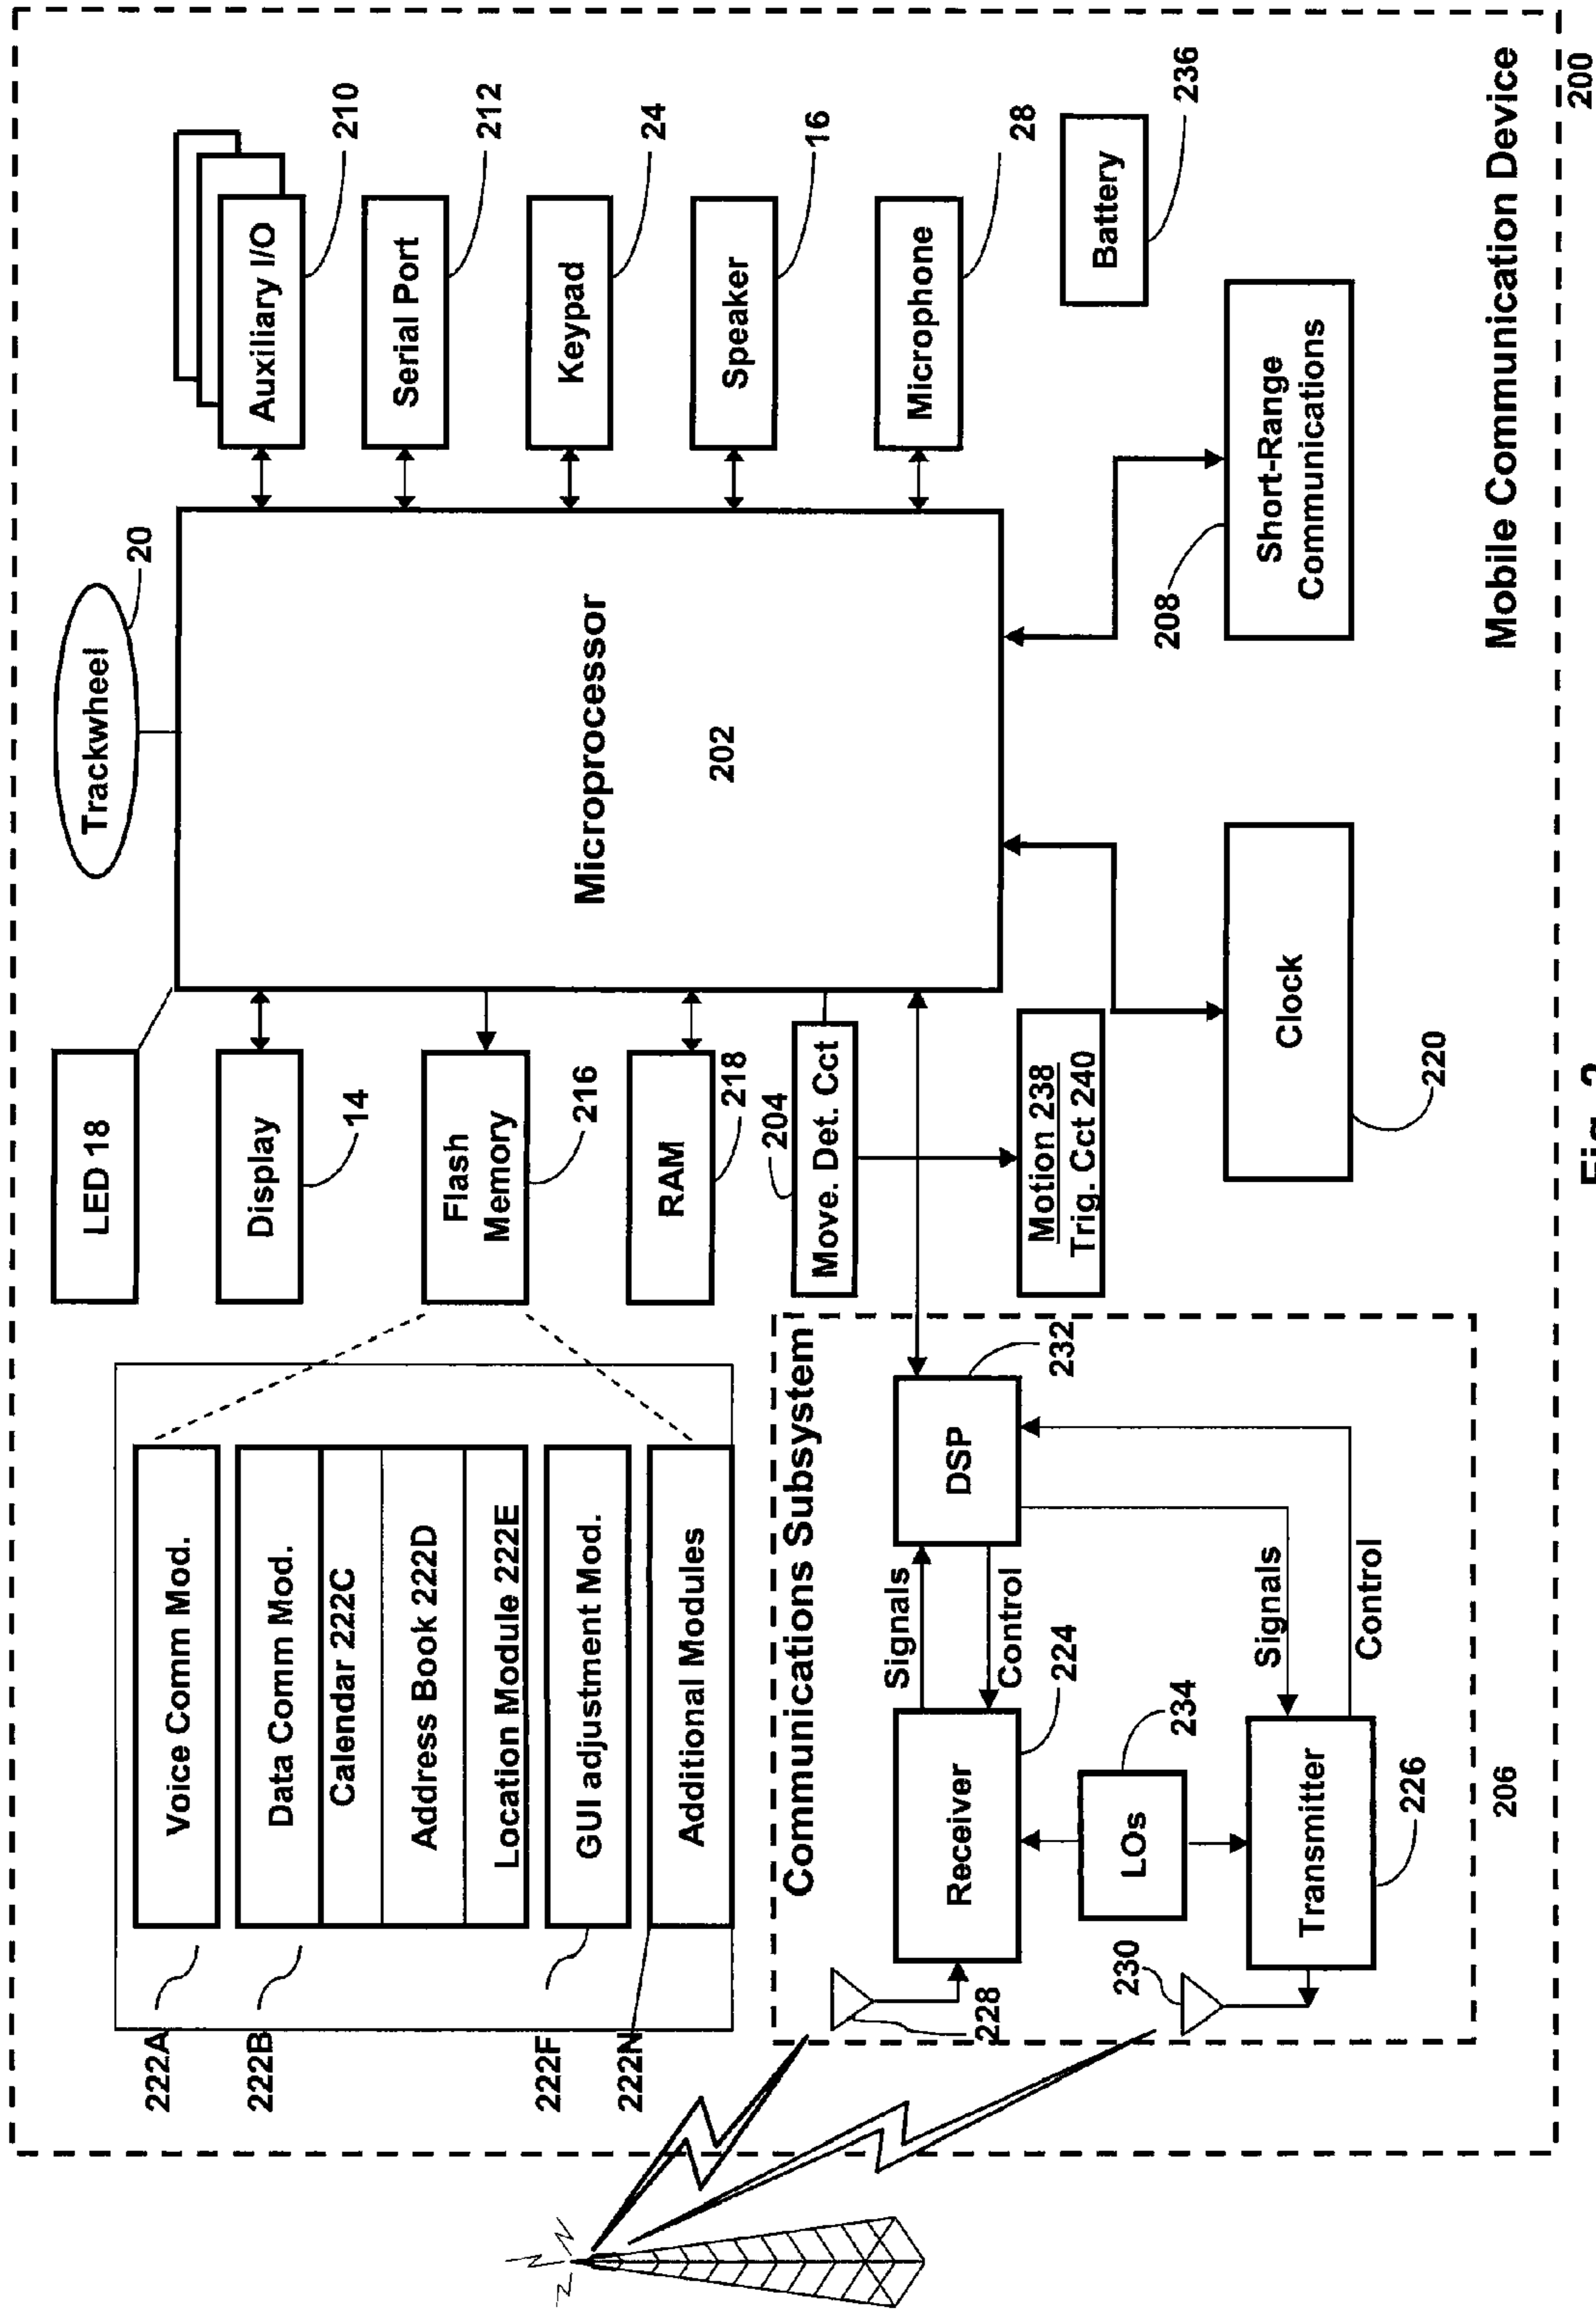 LED 18
Trackwheel
20
Voice Comm Mod.
Data Comm Mod.
Calendar 222C
Address Book 222D
Location Module 222E
GUI adjustment Mod.
Additional Modules
222A
222B
222F
222N
Display
14
Flash
Memory
216
RAM
218
204
Move. Det. Cct
Motion 238
Trig. Cct 240
Microprocessor
202
Auxiliary I/O
210
Serial Port
212
Keypad
24
Speaker
16
Microphone
28
Battery
236
Communications Subsystem
Receiver
224
Signals
Control
DSP
232
228
LOs
234
230
Transmitter
226
Signals
Control
206
Clock
220
208
Short-Range
Communications
Mobile Communication Device
200